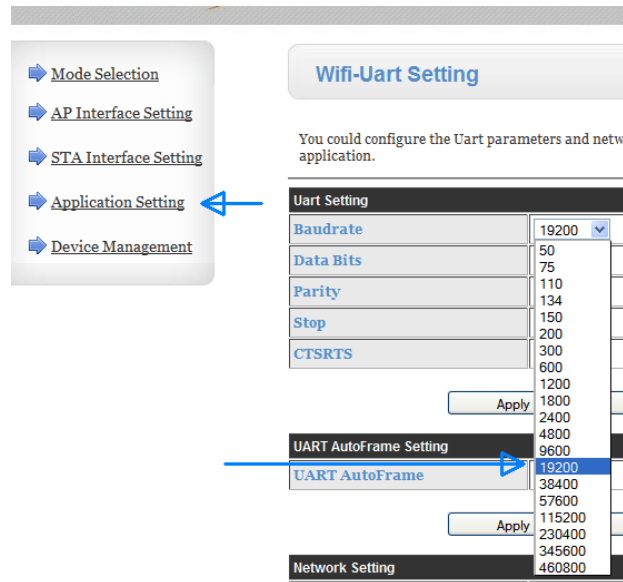 Mode Selection
AP Interface Setting
STA Interface Setting
Application Setting
Device Management
Wifi-Uart Setting
You could configure the Uart parameters and netw
application.
Uart Setting
Baudrate
19200
Data Bits
Parity
Stop
CTSRTS
50
75
110
134
150
200
300
600
1200
1800
2400
4800
9600
19200
38400
57600
115200
230400
345600
460800
Apply
UART AutoFrame Setting
UART AutoFrame
Apply
Network Setting